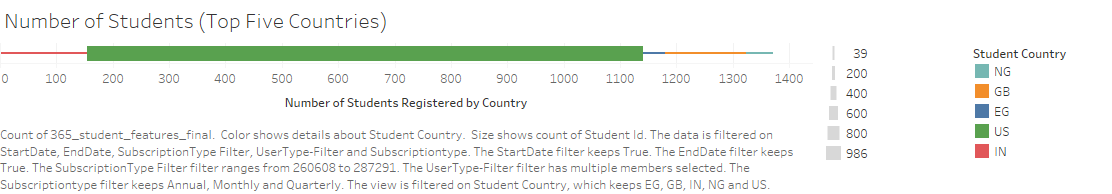 Number of Students (Top Five Countries)
0 100 200 300 400 500 600 700 800 900 1000 1100 1200 1300 1400
Number of Students Registered by Country
Count of 365_student_features_final. Color shows details about Student Country. Size shows count of Student Id. The data is filtered on
StartDate, EndDate, SubscriptionType Filter, UserType-Filter and Subscriptiontype. The StartDate filter keeps True. The EndDate filter keeps
True. The SubscriptionType Filter filter ranges from 260608 to 287291. The UserType-Filter filter has multiple members selected. The
Subscriptiontype filter keeps Annual, Monthly and Quarterly. The view is filtered on Student Country, which keeps EG, GB, IN, NG and US.
39
200
400
600
800
986
Student Country
NG
GB
EG
US
IN